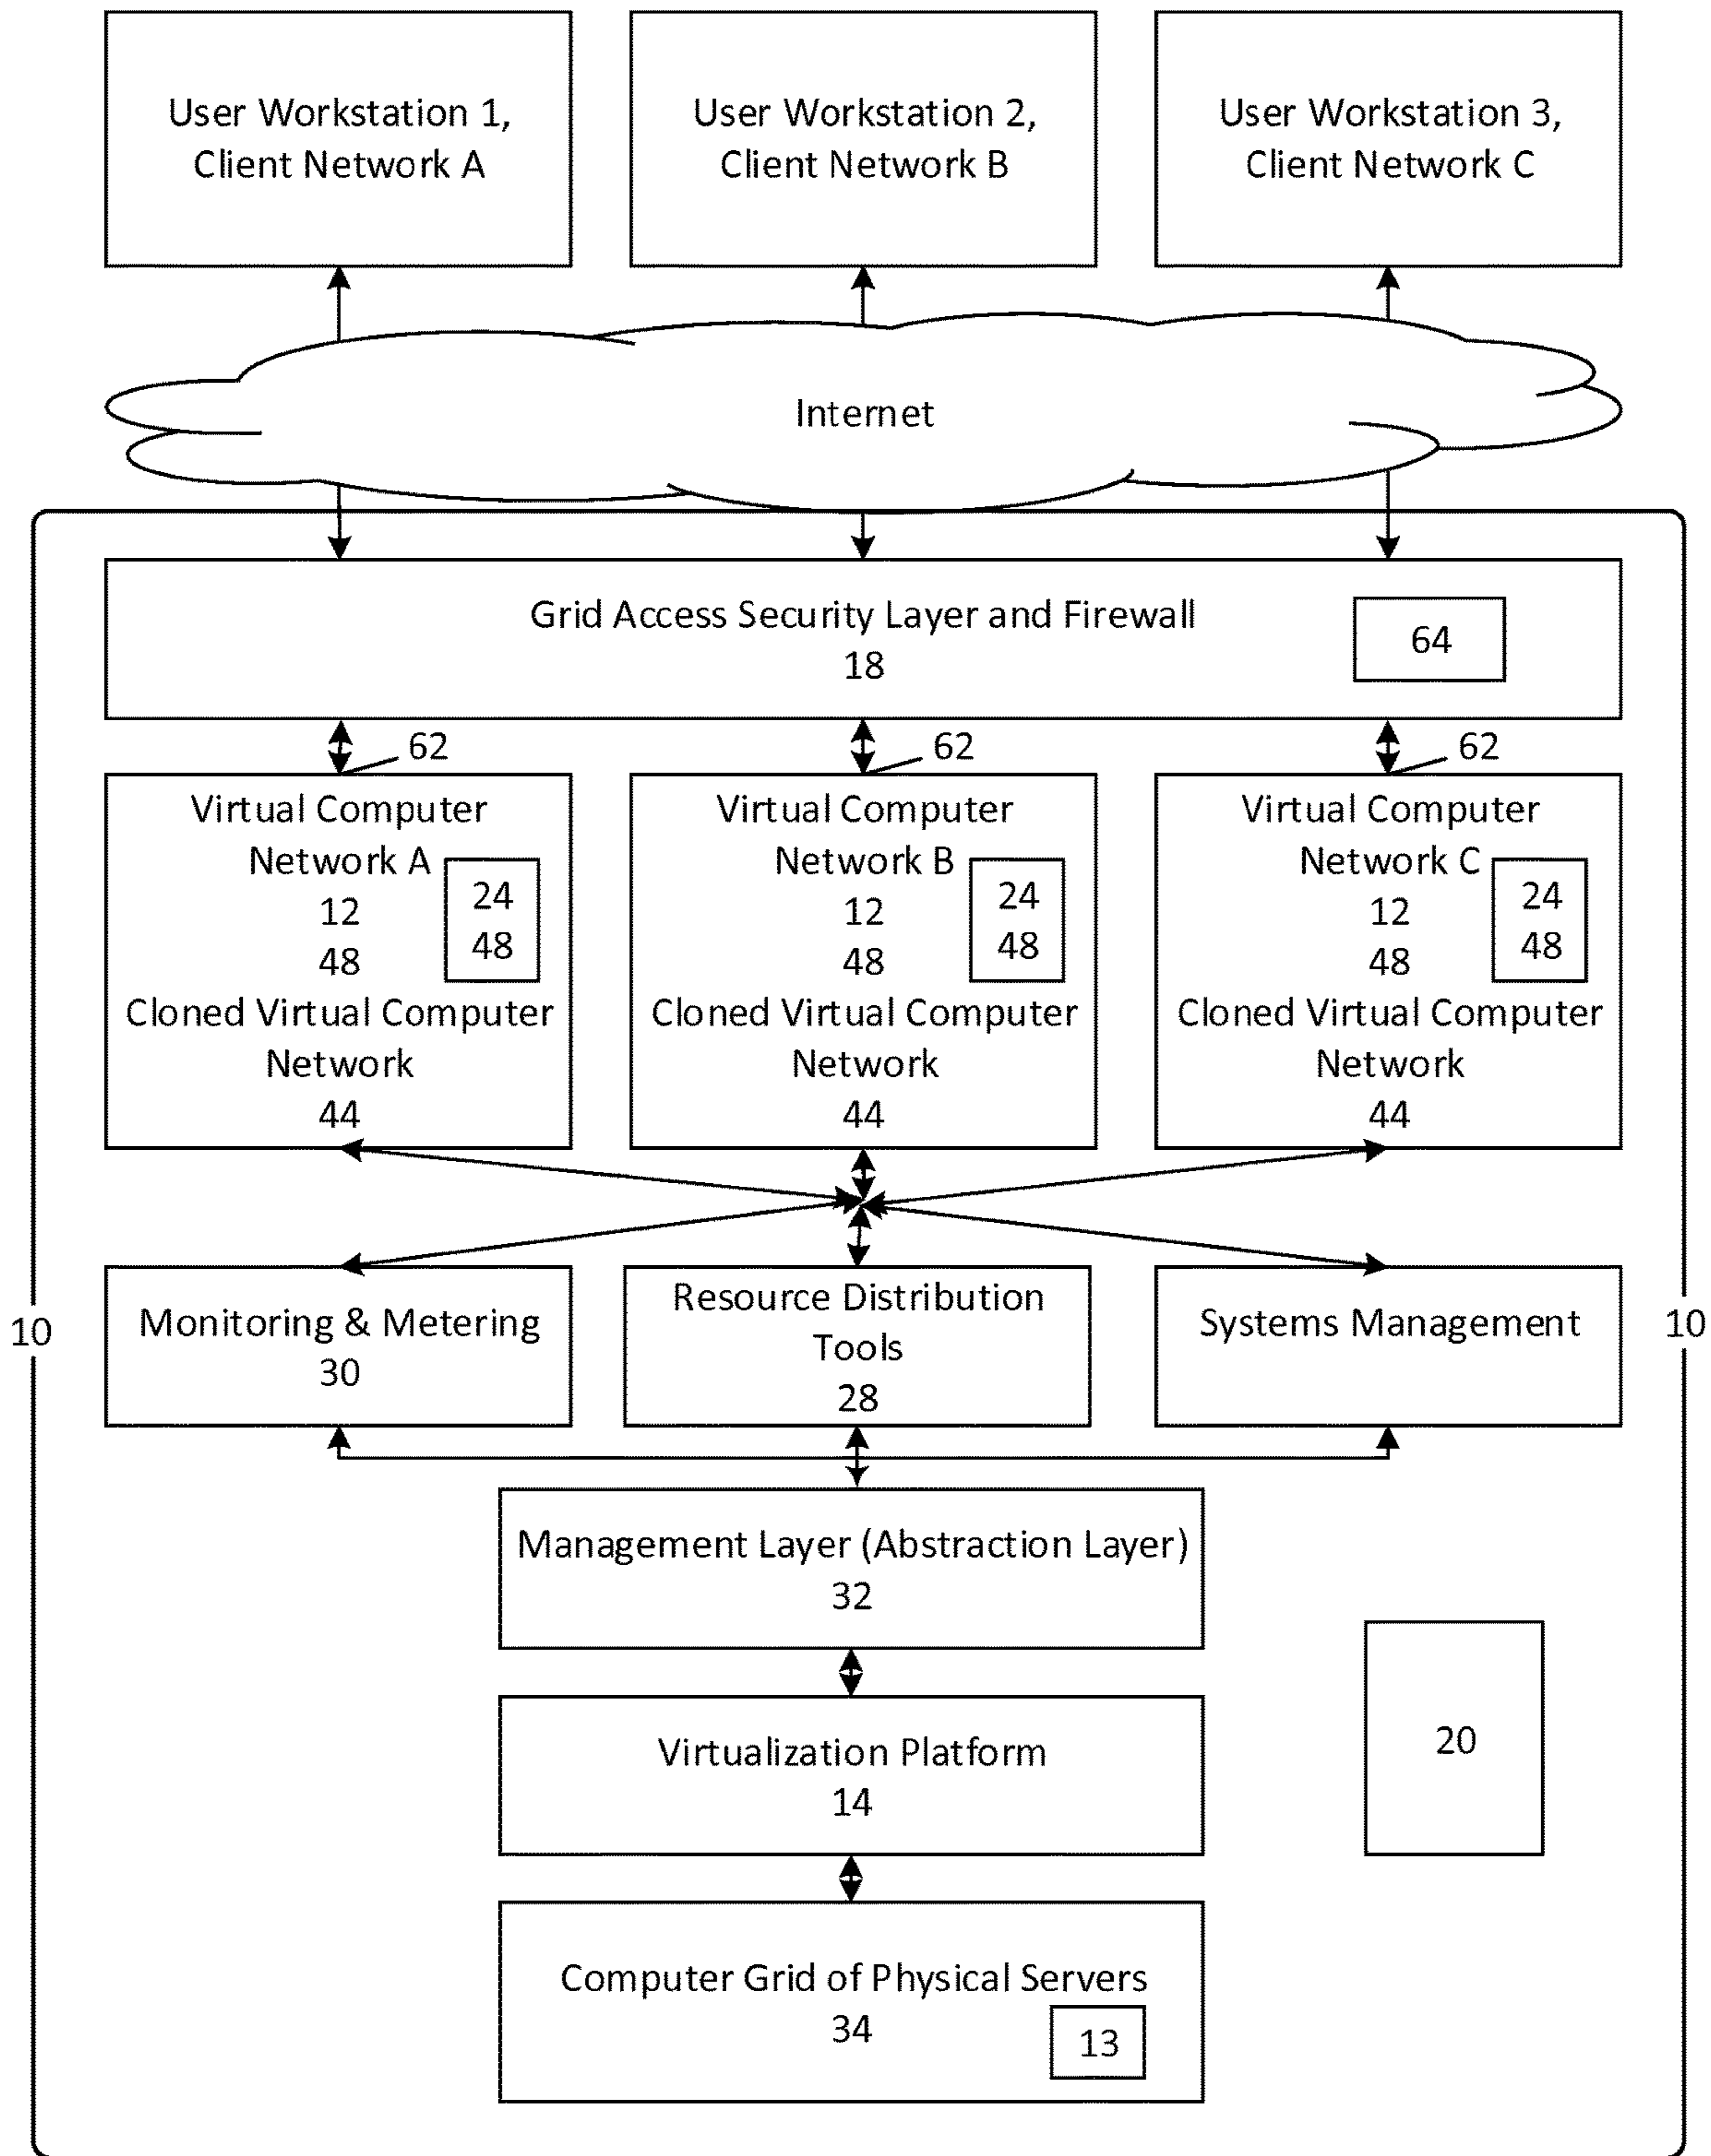 User Workstation 1,
Client Network A
User Workstation 2,
Client Network B
User Workstation 3,
Client Network C
Internet
Grid Access Security Layer and Firewall
18
64
62
62
62
Virtual Computer
Network A
12
48
Cloned Virtual Computer
Network
44
24
48
Virtual Computer
Network B
12
48
Cloned Virtual Computer
Network
44
24
48
Virtual Computer
Network C
12
48
Cloned Virtual Computer
Network
44
24
48
10
Monitoring & Metering
30
Resource Distribution
Tools
28
Systems Management
10
Management Layer (Abstraction Layer)
32
Virtualization Platform
14
20
Computer Grid of Physical Servers
34
13